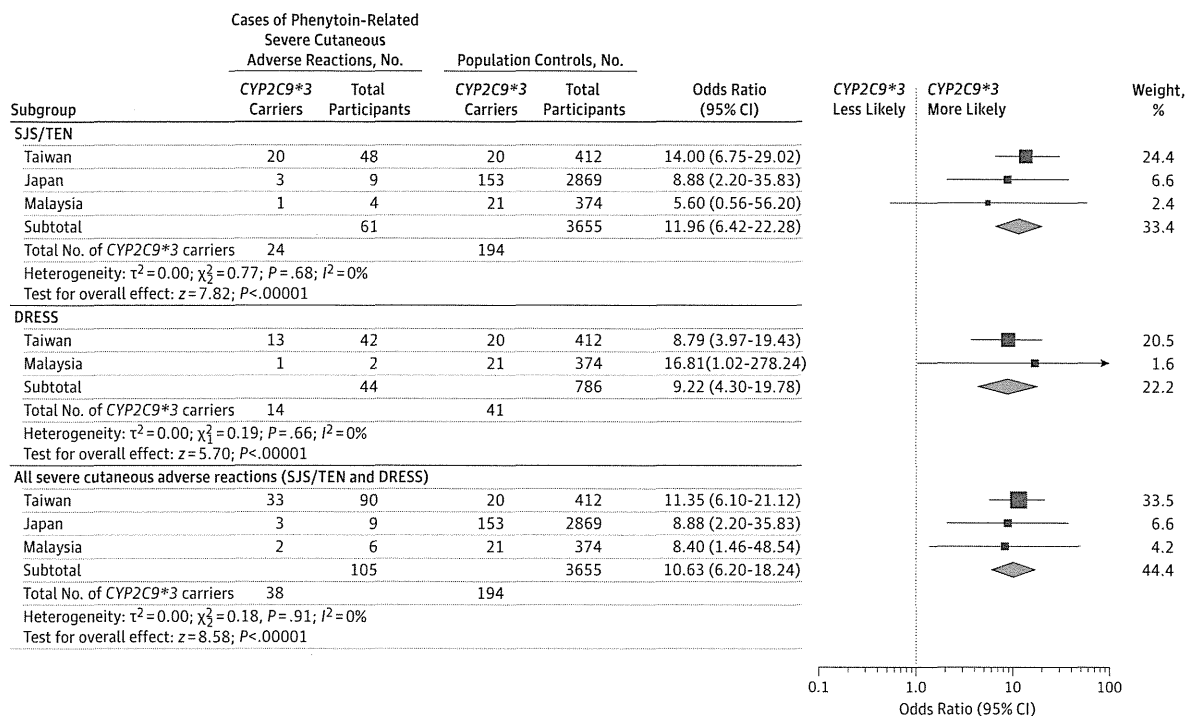 Cases of Phenytoin-Related
Severe Cutaneous
Adverse Reactions, No.
Population Controls, No.
Subgroup
CYP2C9*3
Carriers
Total
Participants
CYP2C9*3
Carriers
Total
Participants
Odds Ratio
(95% CI)
CYP2C9*3
Less Likely
CYP2C9*3
More Likely
Weight,
%
SJS/TEN
Taiwan 20 48 20 412 14.00 (6.75-29.02) 24.4
Japan 3 9 153 2869 8.88 (2.20-35.83) 6.6
Malaysia 1 4 21 374 5.60 (0.56-56.20) 2.4
Subtotal 61 3655 11.96 (6.42-22.28) 33.4
Total No. of CYP2C9*3 carriers 24 194
Heterogeneity: τ²=0.00; χ²₂=0.77; P=.68; I²=0%
Test for overall effect: z=7.82; P<.00001
DRESS
Taiwan 13 42 20 412 8.79 (3.97-19.43) 20.5
Malaysia 1 2 21 374 16.81(1.02-278.24) 1.6
Subtotal 44 786 9.22 (4.30-19.78) 22.2
Total No. of CYP2C9*3 carriers 14 41
Heterogeneity: τ²=0.00; χ²₁=0.19; P=.66; I²=0%
Test for overall effect: z=5.70; P<.00001
All severe cutaneous adverse reactions (SJS/TEN and DRESS)
Taiwan 33 90 20 412 11.35 (6.10-21.12) 33.5
Japan 3 9 153 2869 8.88 (2.20-35.83) 6.6
Malaysia 2 6 21 374 8.40 (1.46-48.54) 4.2
Subtotal 105 3655 10.63 (6.20-18.24) 44.4
Total No. of CYP2C9*3 carriers 38 194
Heterogeneity: τ²=0.00; χ²₂=0.18, P=.91; I²=0%
Test for overall effect: z=8.58; P<.00001
0.1 1.0 10 100
Odds Ratio (95% CI)